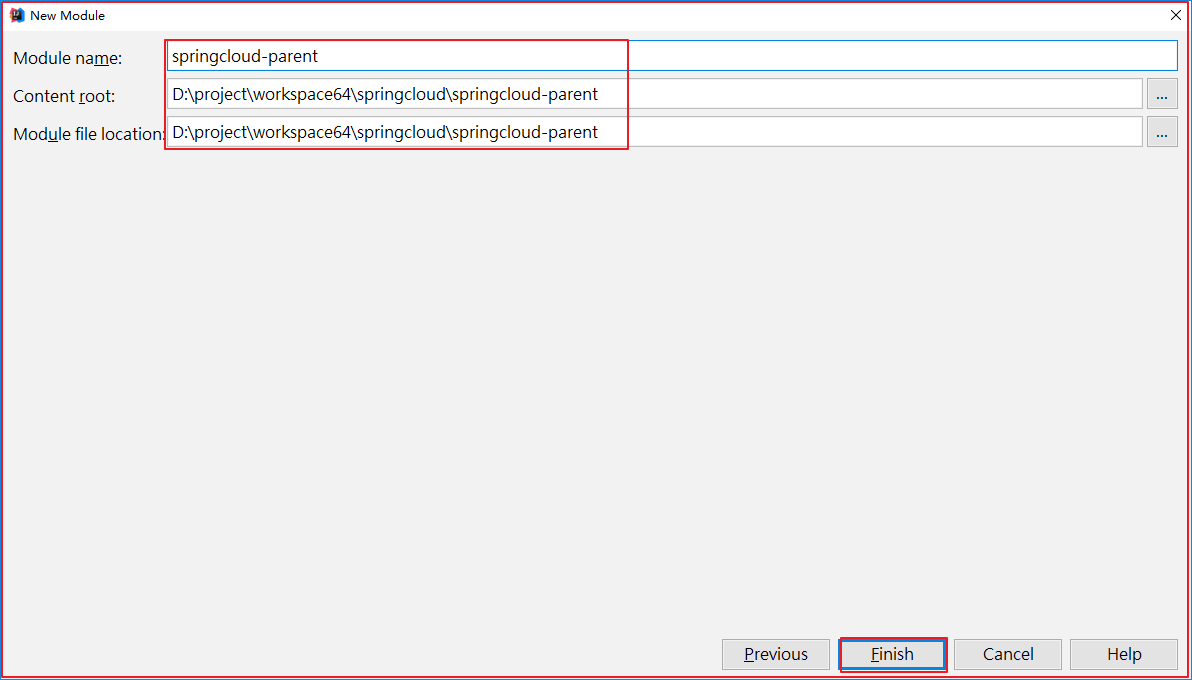 New Module
Module name: springcloud-parent
Content root: D:\project\workspace64\springcloud\springcloud-parent ...
Module file location: D:\project\workspace64\springcloud\springcloud-parent ...
Previous Finish Cancel Help